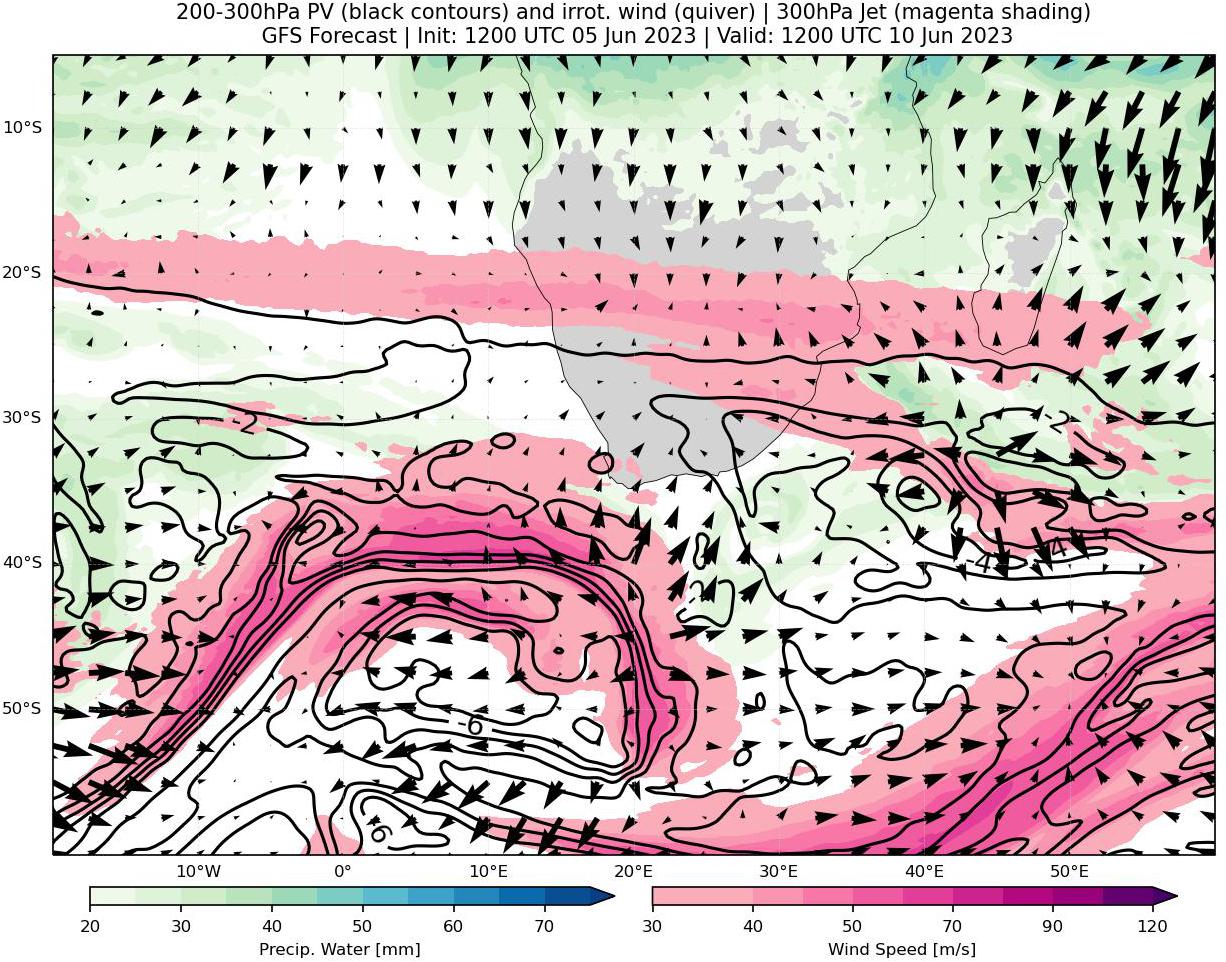 200-300hPa PV (black contours) and irrot. wind (quiver) | 300hPa Jet (magenta shading)
GFS Forecast | Init: 1200 UTC 05 Jun 2023 | Valid: 1200 UTC 10 Jun 2023
10°S
20°S
30°S
40°S
50°S
-2
-2
-4
-4
-2
-6
-6
10°W
0°
10°E
20°E
30°E
40°E
50°E
20
30
40
50
60
70
30
40
50
70
90
120
Precip. Water [mm]
Wind Speed [m/s]